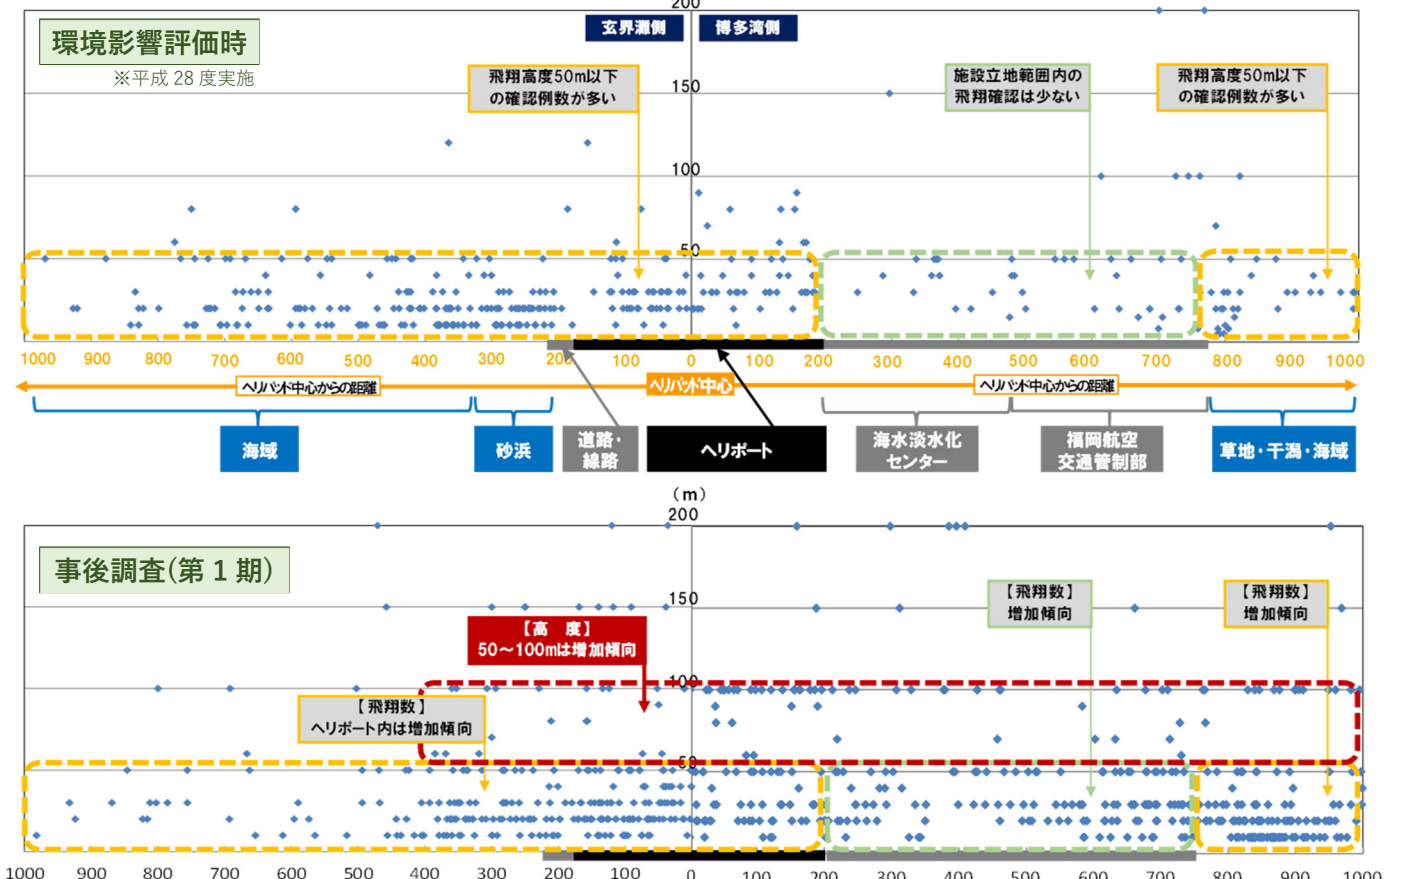 200
玄界灘側 博多湾側
環境影響評価時
※平成 28 度実施
飛翔高度50m以下
の確認例数が多い
施設立地範囲内の
飛翔確認は少ない
飛翔高度50m以下
の確認例数が多い
150
100
50
1000 900 800 700 600 500 400 300 200 100 0 100 200 300 400 500 600 700 800 900 1000
ヘリパッド中心からの距離 ヘリパッド中心 ヘリパッド中心からの距離
海域
砂浜
道路・
線路
ヘリポート
海水淡水化
センター
福岡航空
交通管制部
草地・干潟・海域
(m)
200
事後調査(第1期)
【飛翔数】
増加傾向
【飛翔数】
増加傾向
150
【高 度】
50～100mは増加傾向
100
【飛翔数】
ヘリポート内は増加傾向
50
1000 900 800 700 600 500 400 300 200 100 0 100 200 300 400 500 600 700 800 900 1000